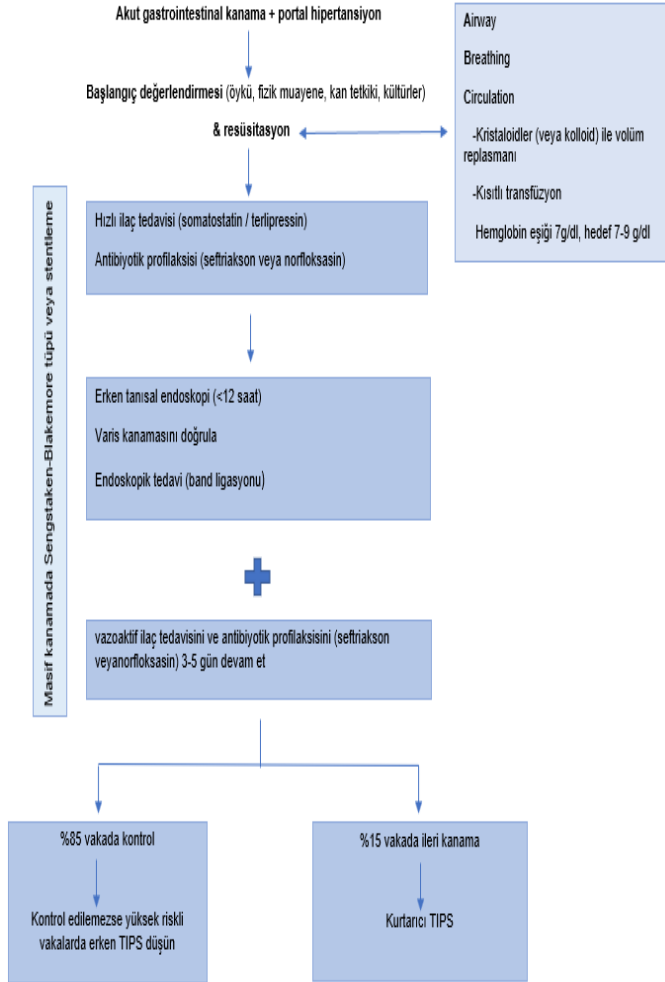 Akut gastrointestinal kanama + portal hipertansiyon
Başlangıç değerlendirmesi (öykü, fizik muayene, kan tetkiki, kültürler)
& resüsitasyon
Airway
Breathing
Circulation
-Kristaloidler (veya kolloid) ile volüm
replasmanı
-Kısıtlı transfüzyon
Hemglobin eşiği 7g/dl, hedef 7-9 g/dl
Masif kanamada Sengstaken-Blakemore tüpü veya stentleme
Hızlı ilaç tedavisi (somatostatin / terlipressin)
Antibiyotik profilaksisi (seftriakson veya norfloksasin)
Erken tanısal endoskopi (<12 saat)
Varis kanamasını doğrula
Endoskopik tedavi (band ligasyonu)
vazoaktif ilaç tedavisini ve antibiyotik profilaksisini (seftriakson
veyanorfloksasin) 3-5 gün devam et
%85 vakada kontrol
Kontrol edilemezse yüksek riskli
vakalarda erken TIPS düşün
%15 vakada ileri kanama
Kurtarıcı TIPS